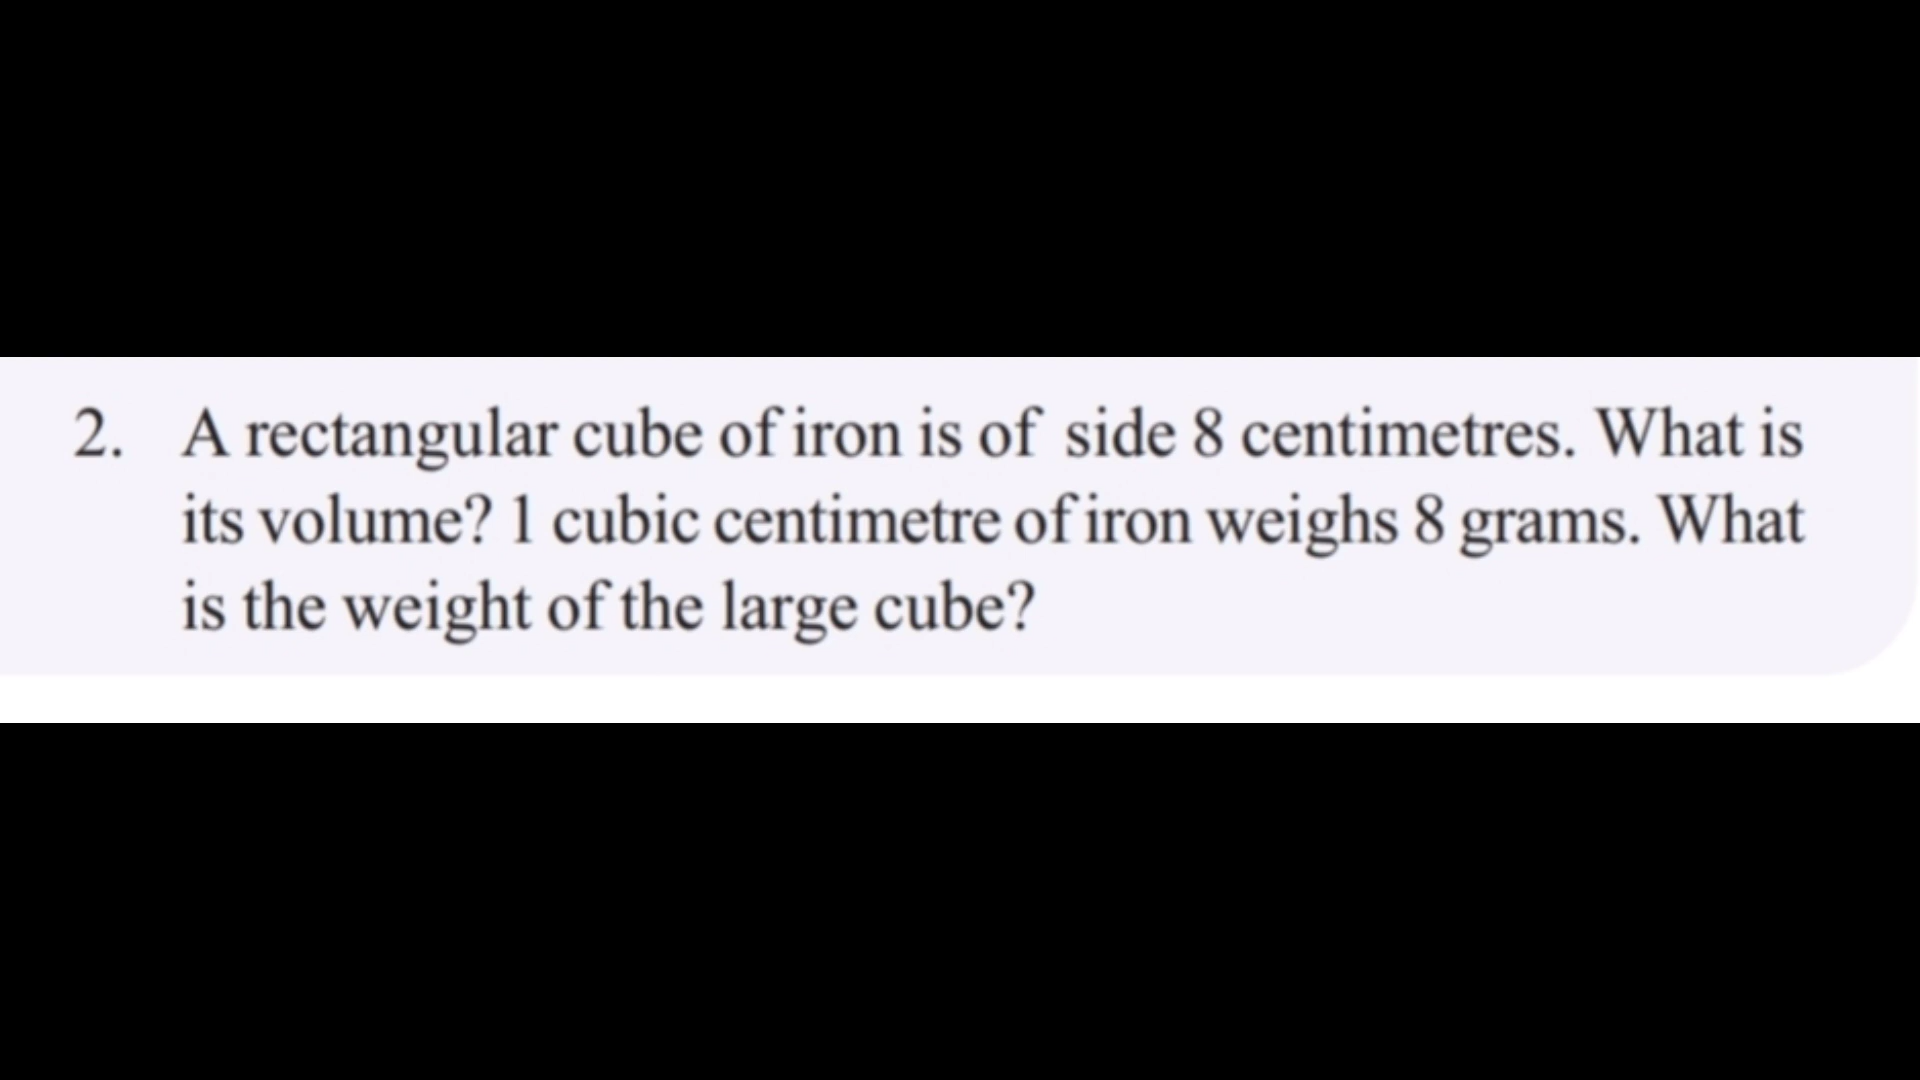 2. A rectangular cube of iron is of side 8 centimetres. What is
its volume? 1 cubic centimetre of iron weighs 8 grams. What
is the weight of the large cube?